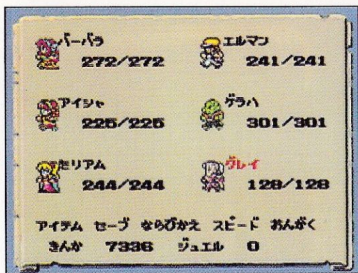 バーバラ エルマン
272/272 241/241
アイシャ ゲラハ
225/225 301/301
ミリアム グレイ
244/244 128/128
アイテム セーブ ならびかえ スピード おんがく
きんか 7336 ジュエル 0